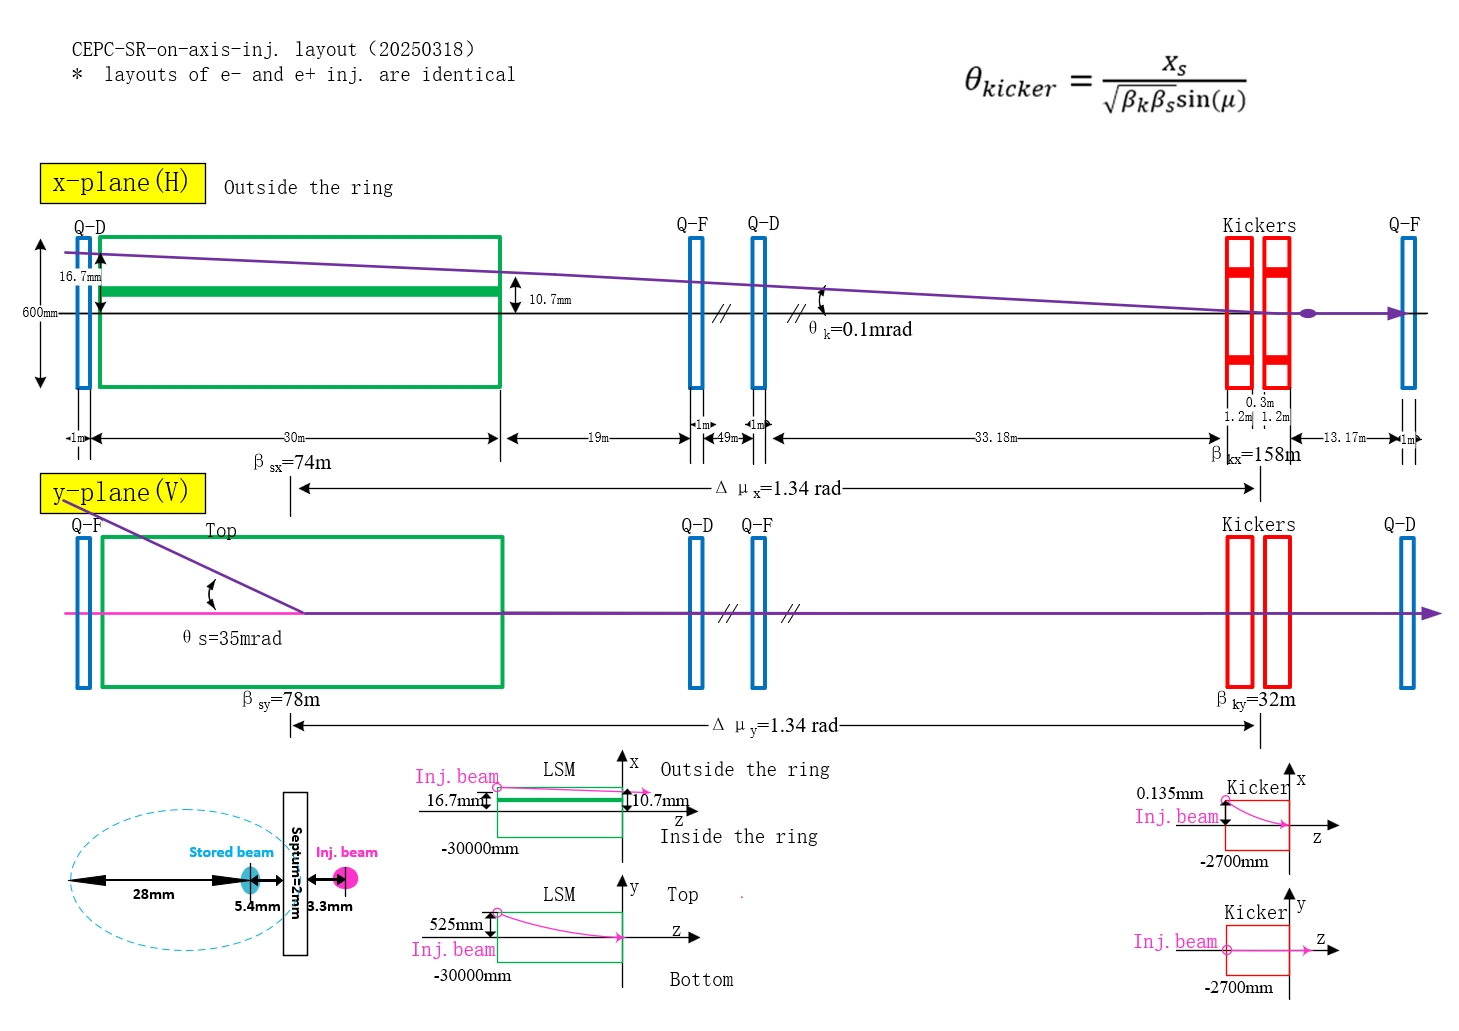 CEPC-SR-on-axis-inj. layout（20250318）
* layouts of e- and e+ inj. are identical
θkicker = xs / √βkβs sin(μ)
x-plane(H)
Outside the ring
Q-D
Q-F
Q-D
Kickers
Q-F
16.7mm
10.7mm
600mm
θk=0.1mrad
0.3m
1.2m
1.2m
1m
30m
19m
1m
49m
1m
33.18m
13.17m
1m
βsx=74m
βkx=158m
Δμx=1.34 rad
y-plane(V)
Q-F
Top
Q-D
Q-F
Kickers
Q-D
θs=35mrad
βsy=78m
βky=32m
Δμy=1.34 rad
Stored beam
Septum=2mm
Inj. beam
28mm
5.4mm
3.3mm
LSM
x
Outside the ring
Inj.beam
16.7mm
10.7mm
z
Inside the ring
-30000mm
LSM
y
Top
525mm
z
Inj.beam
-30000mm
Bottom
x
Kicker
0.135mm
Inj.beam
z
-2700mm
y
Kicker
Inj.beam
z
-2700mm